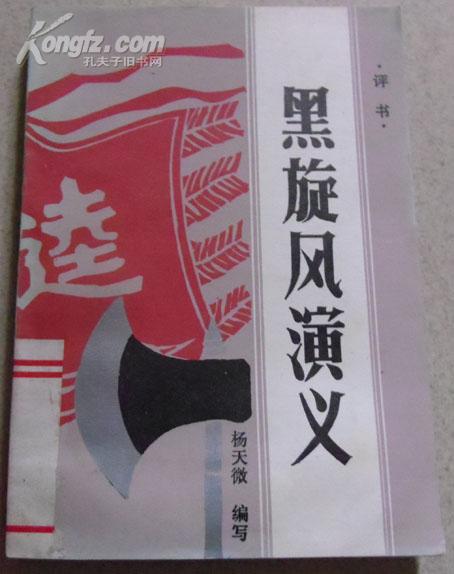 Kongfz.com
孔夫子旧书网
·评书·
黑旋风演义
逵
杨天微 编写